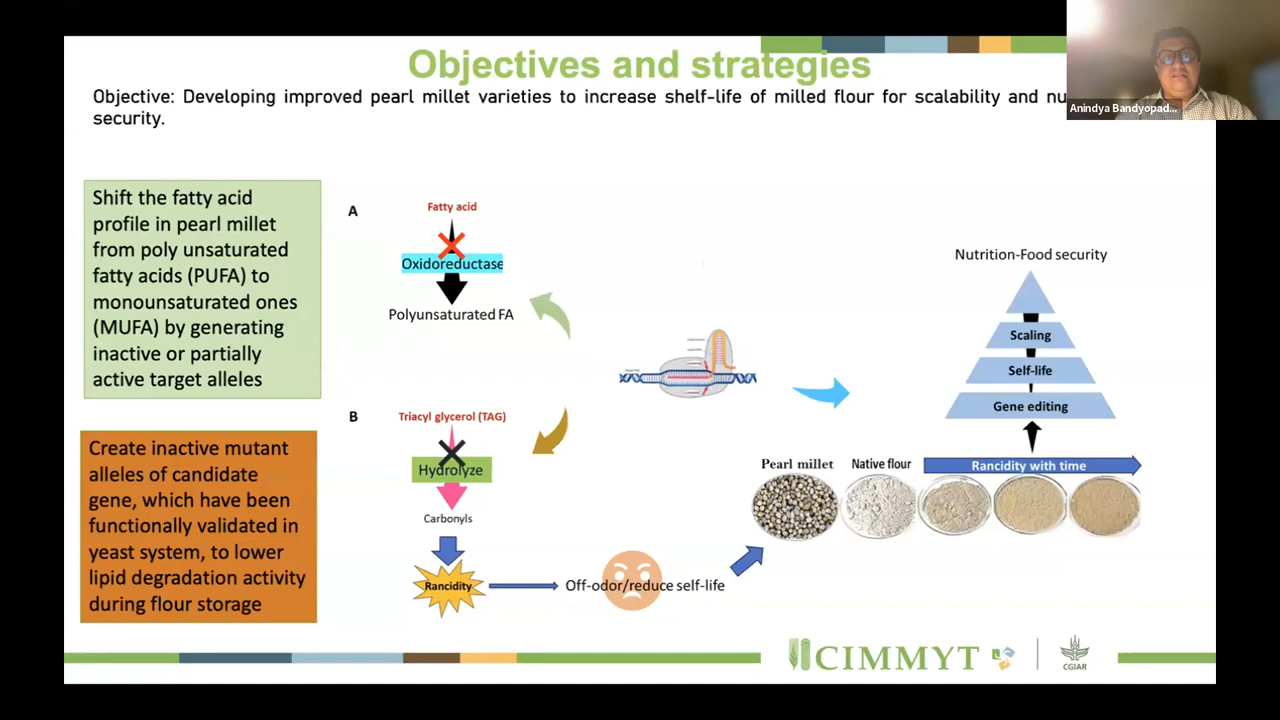 Objectives and strategies
Objective: Developing improved pearl millet varieties to increase shelf-life of milled flour for scalability and
security.
Anindya Bandyopad...
Shift the fatty acid
profile in pearl millet
from poly unsaturated
fatty acids (PUFA) to
monounsaturated ones
(MUFA) by generating
inactive or partially
active target alleles
Create inactive mutant
alleles of candidate
gene, which have been
functionally validated in
yeast system, to lower
lipid degradation activity
during flour storage
A
Fatty acid
Oxidoreductase
Polyunsaturated FA
B
Triacyl glycerol (TAG)
Hydrolyze
Carbonyls
Rancidity
Off-odor/reduce self-life
Nutrition-Food security
Scaling
Self-life
Gene editing
Pearl millet
Native flour
Rancidity with time
CIMMYT
CGIAR